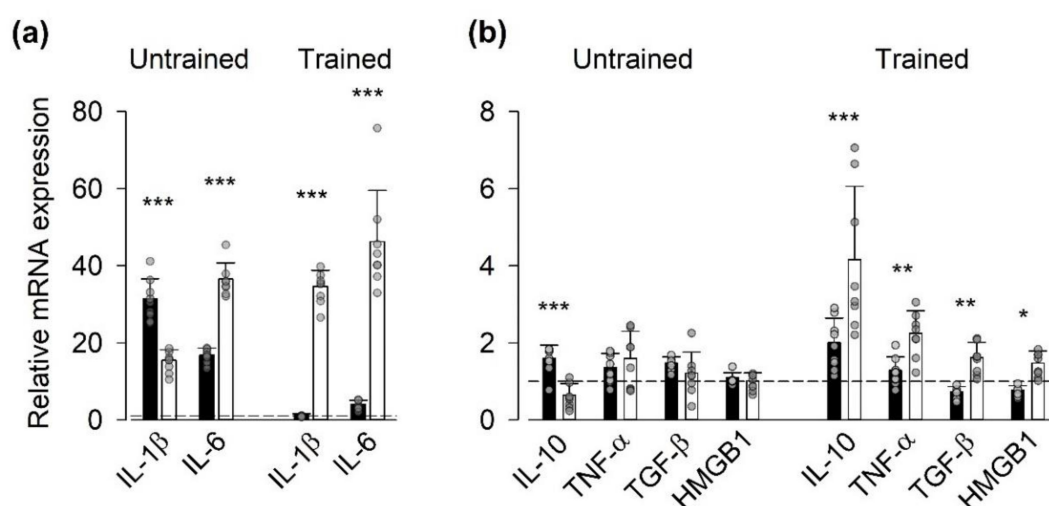 (a)
Untrained Trained
Relative mRNA expression
80
60
40
20
0
***
***
***
***
IL-1β IL-6 IL-1β IL-6
(b)
Untrained Trained
8
6
4
2
0
***
***
**
**
*
IL-10 TNF-α TGF-β HMGB1 IL-10 TNF-α TGF-β HMGB1